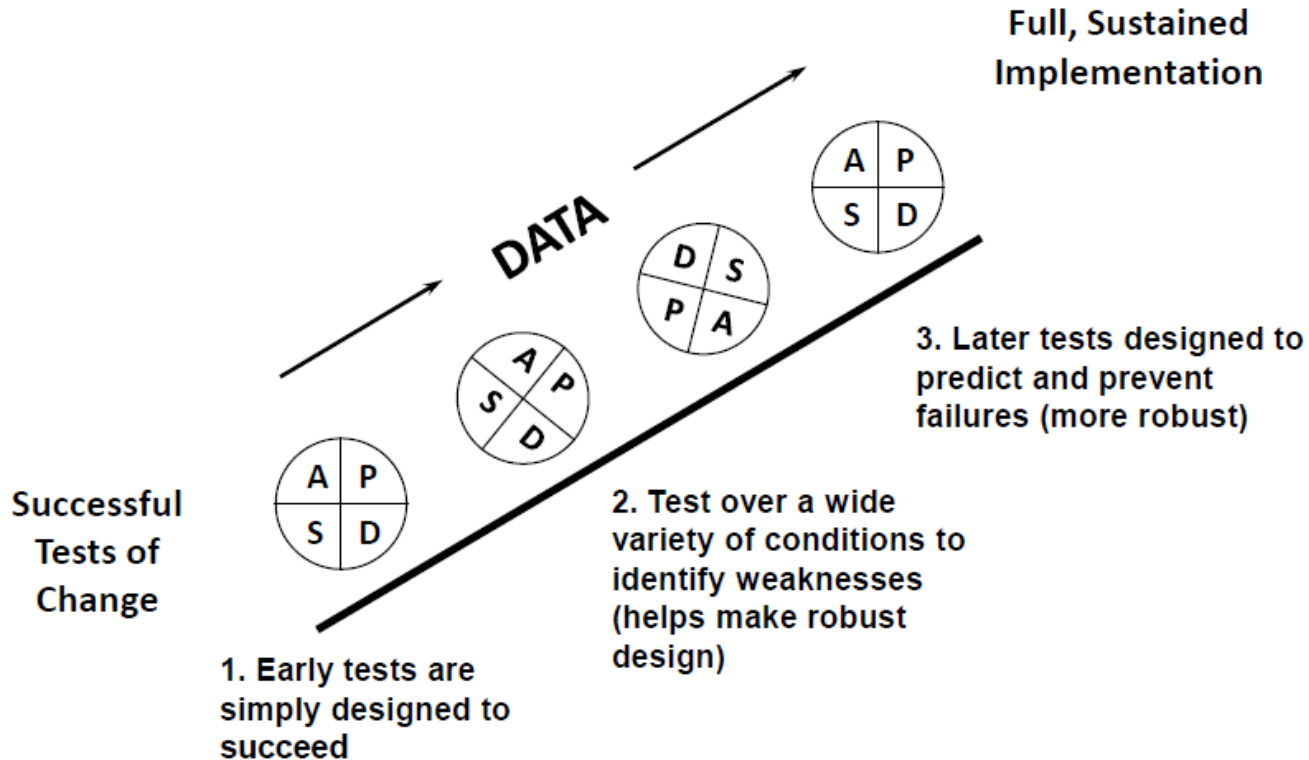 Full, Sustained
Implementation
A P
S D
DATA
D S
P A
A P
S D
A P
S D
Successful
Tests of
Change
3. Later tests designed to
predict and prevent
failures (more robust)
2. Test over a wide
variety of conditions to
identify weaknesses
(helps make robust
design)
1. Early tests are
simply designed to
succeed